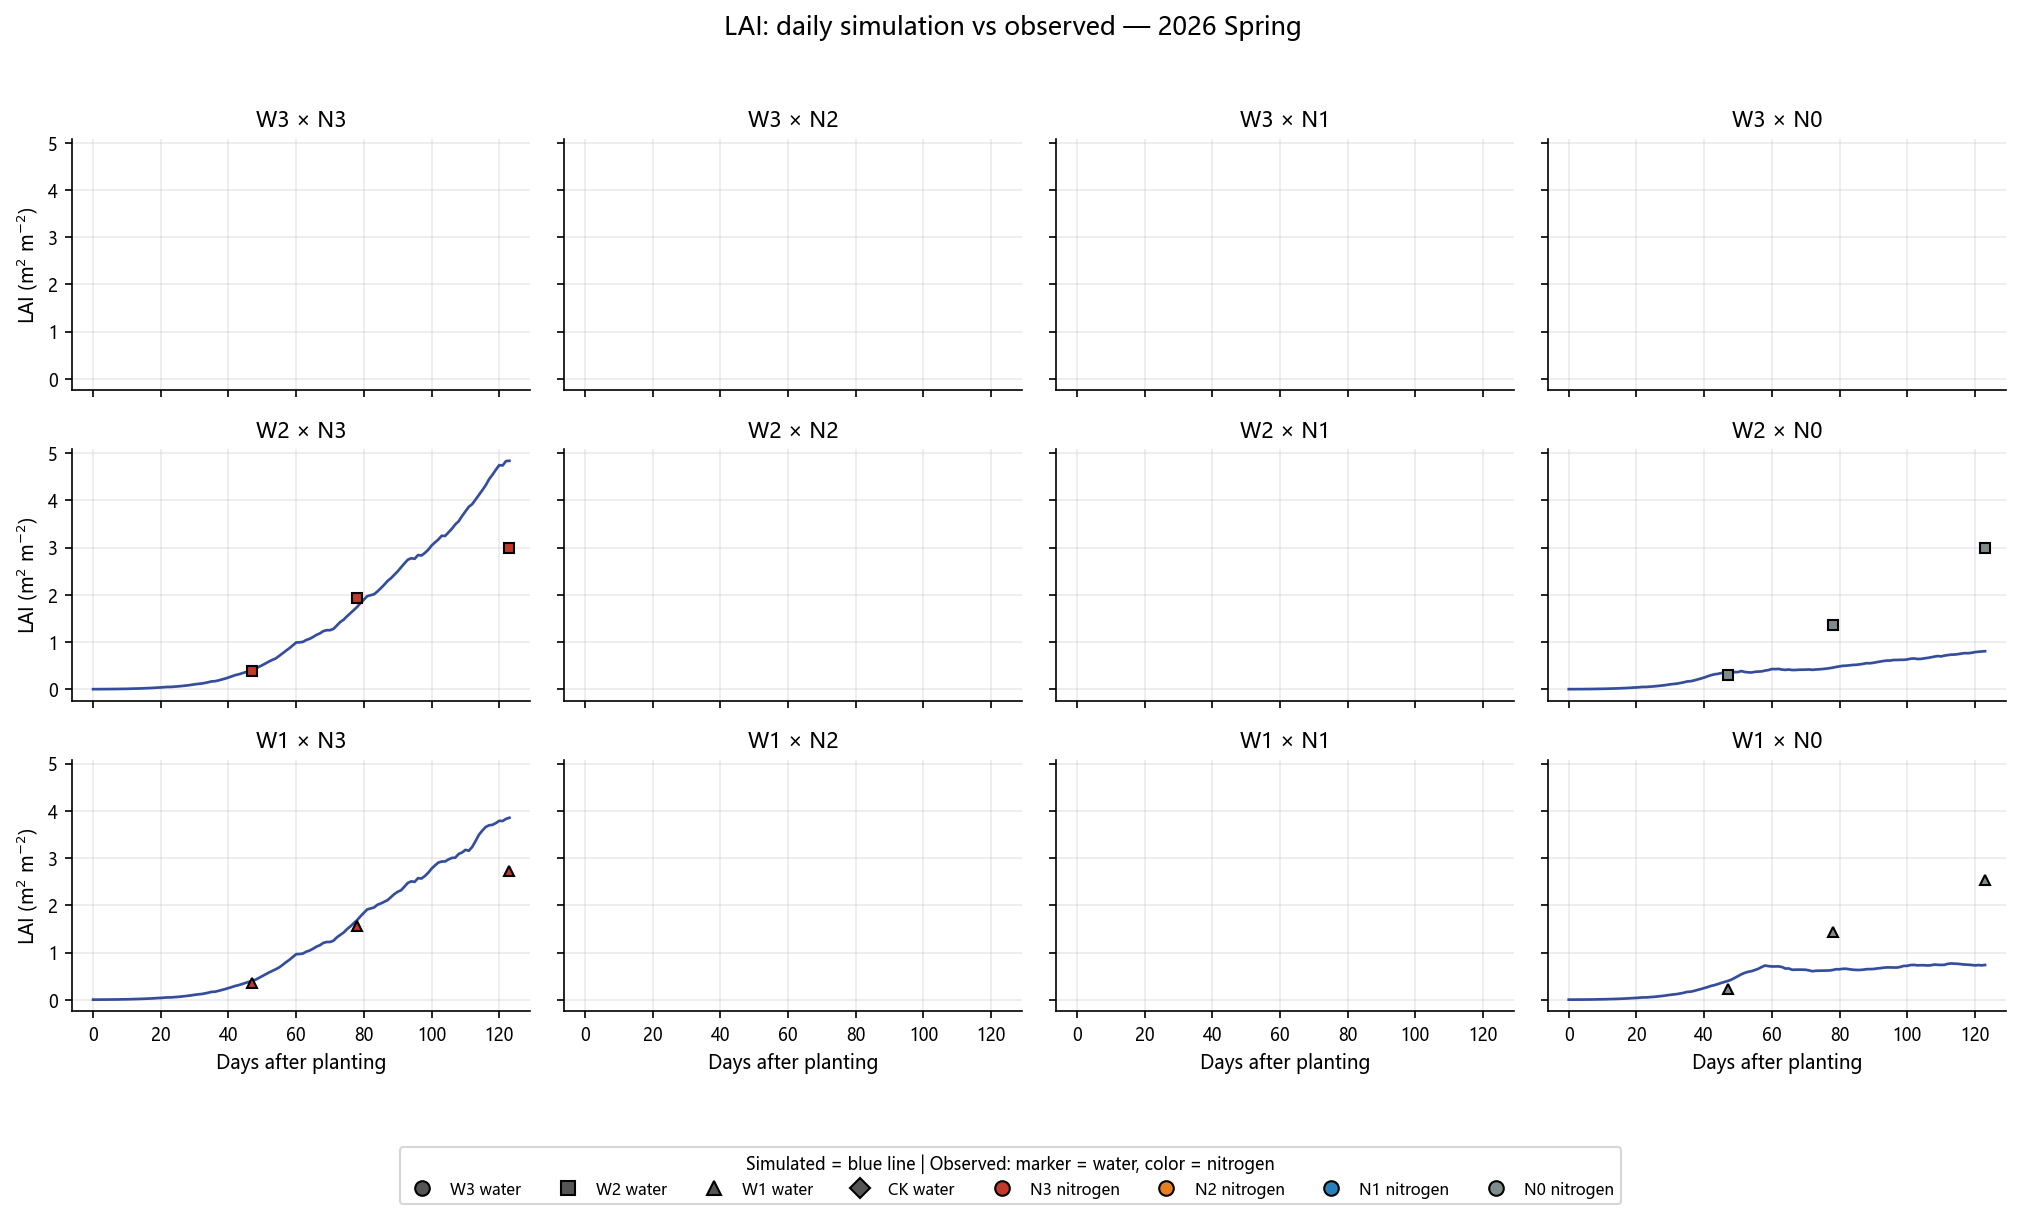 LAI: daily simulation vs observed — 2026 Spring
W3 × N3
W3 × N2
W3 × N1
W3 × N0
LAI (m² m⁻²)
5
4
3
2
1
0
W2 × N3
W2 × N2
W2 × N1
W2 × N0
LAI (m² m⁻²)
5
4
3
2
1
0
W1 × N3
W1 × N2
W1 × N1
W1 × N0
LAI (m² m⁻²)
5
4
3
2
1
0
0 20 40 60 80 100 120
0 20 40 60 80 100 120
0 20 40 60 80 100 120
0 20 40 60 80 100 120
Days after planting
Days after planting
Days after planting
Days after planting
Simulated = blue line | Observed: marker = water, color = nitrogen
W3 water W2 water W1 water CK water N3 nitrogen N2 nitrogen N1 nitrogen N0 nitrogen